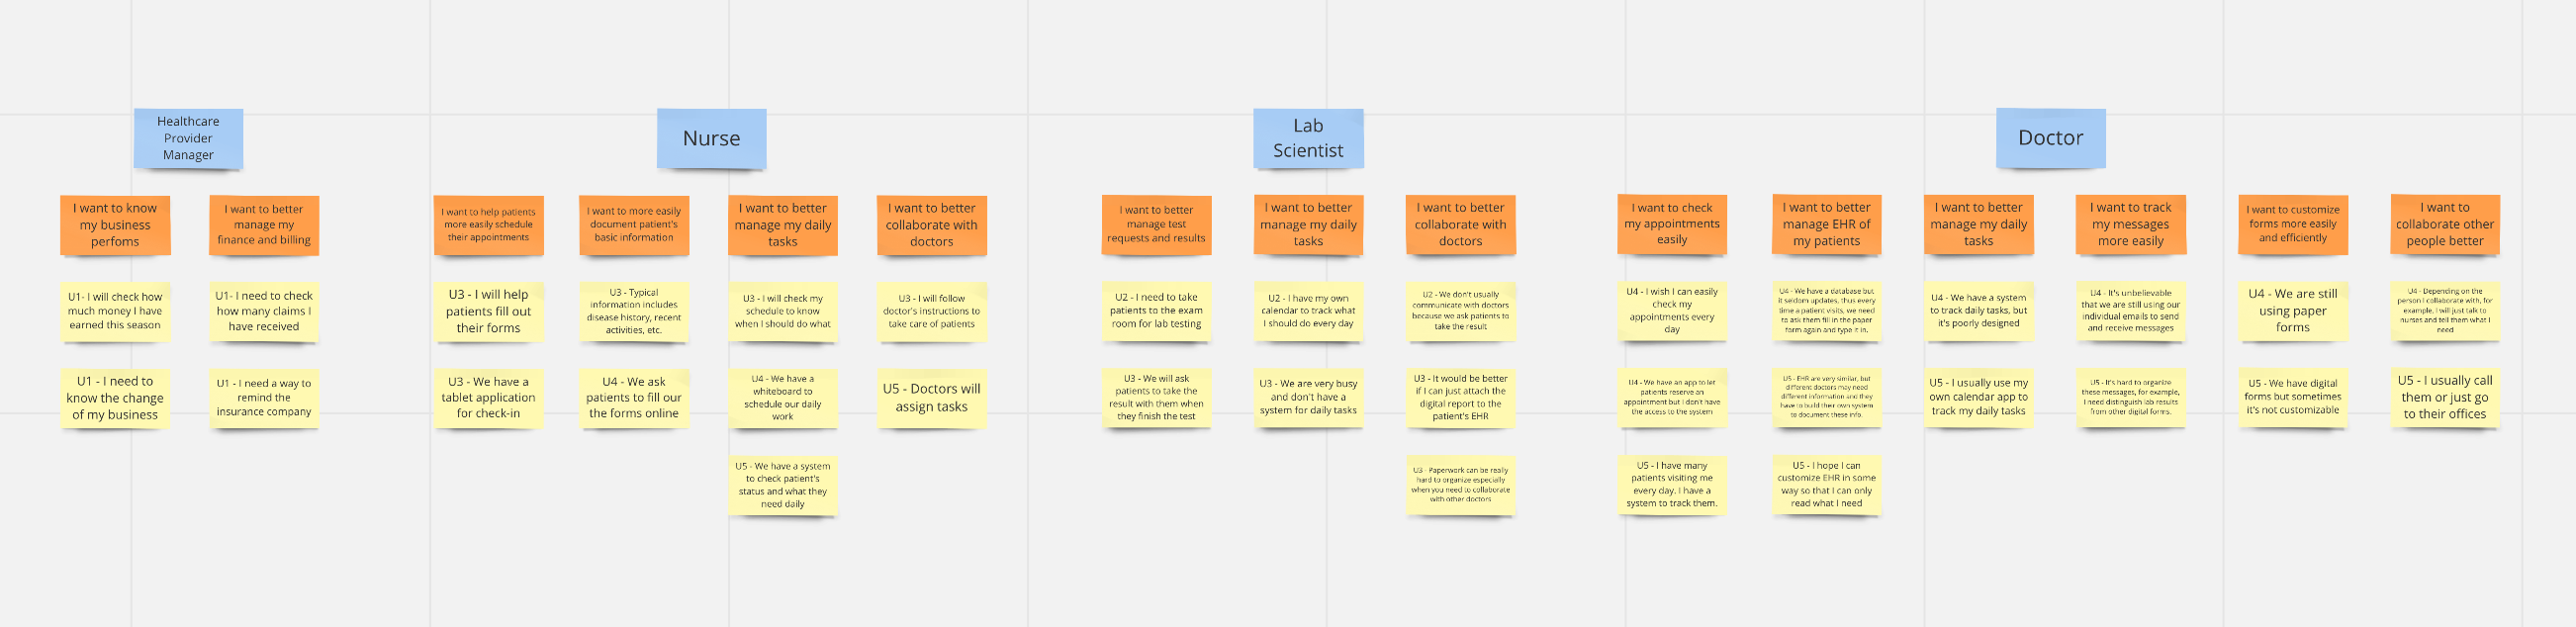 Healthcare
Provider
Manager
Nurse
Lab
Scientist
Doctor
I want to know
my business
perfoms
I want to better
manage my
finance and billing
I want to help patients
more easily schedule
their appointments
I want to more easily
document patient's
basic information
I want to better
manage my daily
tasks
I want to better
collaborate with
doctors
I want to better
manage test
requests and results
I want to better
manage my daily
tasks
I want to better
collaborate with
doctors
I want to check
my appointments
easily
I want to better
manage EHR of
my patients
I want to better
manage my daily
tasks
I want to track
my messages
more easily
I want to customize
forms more easily
and efficiently
I want to
collaborate other
people better
U1- I will check how
much money I have
earned this season
U1- I need to check
how many claims I
have received
U3 - I will help
patients fill out
their forms
U3 - Typical
information includes
disease history, recent
activities, etc.
U3 - I will check my
schedule to know
when I should do what
U3 - I will follow
doctor's instructions to
take care of patients
U2 - I need to take
patients to the exam
room for lab testing
U2 - I have my own
calendar to track what
I should do every day
U2 - We don't usually
communicate with doctors
because we ask patients to
take the result
U4 - I wish I can easily
check my
appointments every
day
U4 - We have a database but
it seldom updates, thus every
time a patient visits, we need
to ask them fill in the paper
form again and type it in.
U4 - We have a system
to track daily tasks, but
it's poorly designed
U4 - It's unbelievable
that we are still using our
individual emails to send
and receive messages
U4 - We are still
using paper
forms
U4 - Depending on the
person I collaborate with, for
example, I will just talk to
nurses and tell them what I
need
U1 - I need to
know the change
of my business
U1 - I need a way to
remind the
insurance company
U3 - We have a
tablet application
for check-in
U4 - We ask
patients to fill our
the forms online
U4 - We have a
whiteboard to
schedule our daily
work
U5 - Doctors will
assign tasks
U3 - We will ask
patients to take the
result with them when
they finish the test
U3 - We are very busy
and don't have a
system for daily tasks
U3 - It would be better
if I can just attach the
digital report to the
patient's EHR
U4 - We have an app to let
patients reserve an
appointment but I don't have
the access to the system
U5 - EHR are very similar, but
different doctors may need
different information and they
have to build their own system
to document these info.
U5 - I usually use my
own calendar app to
track my daily tasks
U5 - It's hard to organize
these messages, for example,
I need distinguish lab results
from other digital forms.
U5 - We have digital
forms but sometimes
it's not customizable
U5 - I usually call
them or just go
to their offices
U5 - We have a system
to check patient's
status and what they
need daily
U3 - Paperwork can be really
hard to organize especially
when you need to collaborate
with other doctors
U5 - I have many
patients visiting me
every day. I have a
system to track them.
U5 - I hope I can
customize EHR in some
way so that I can only
read what I need